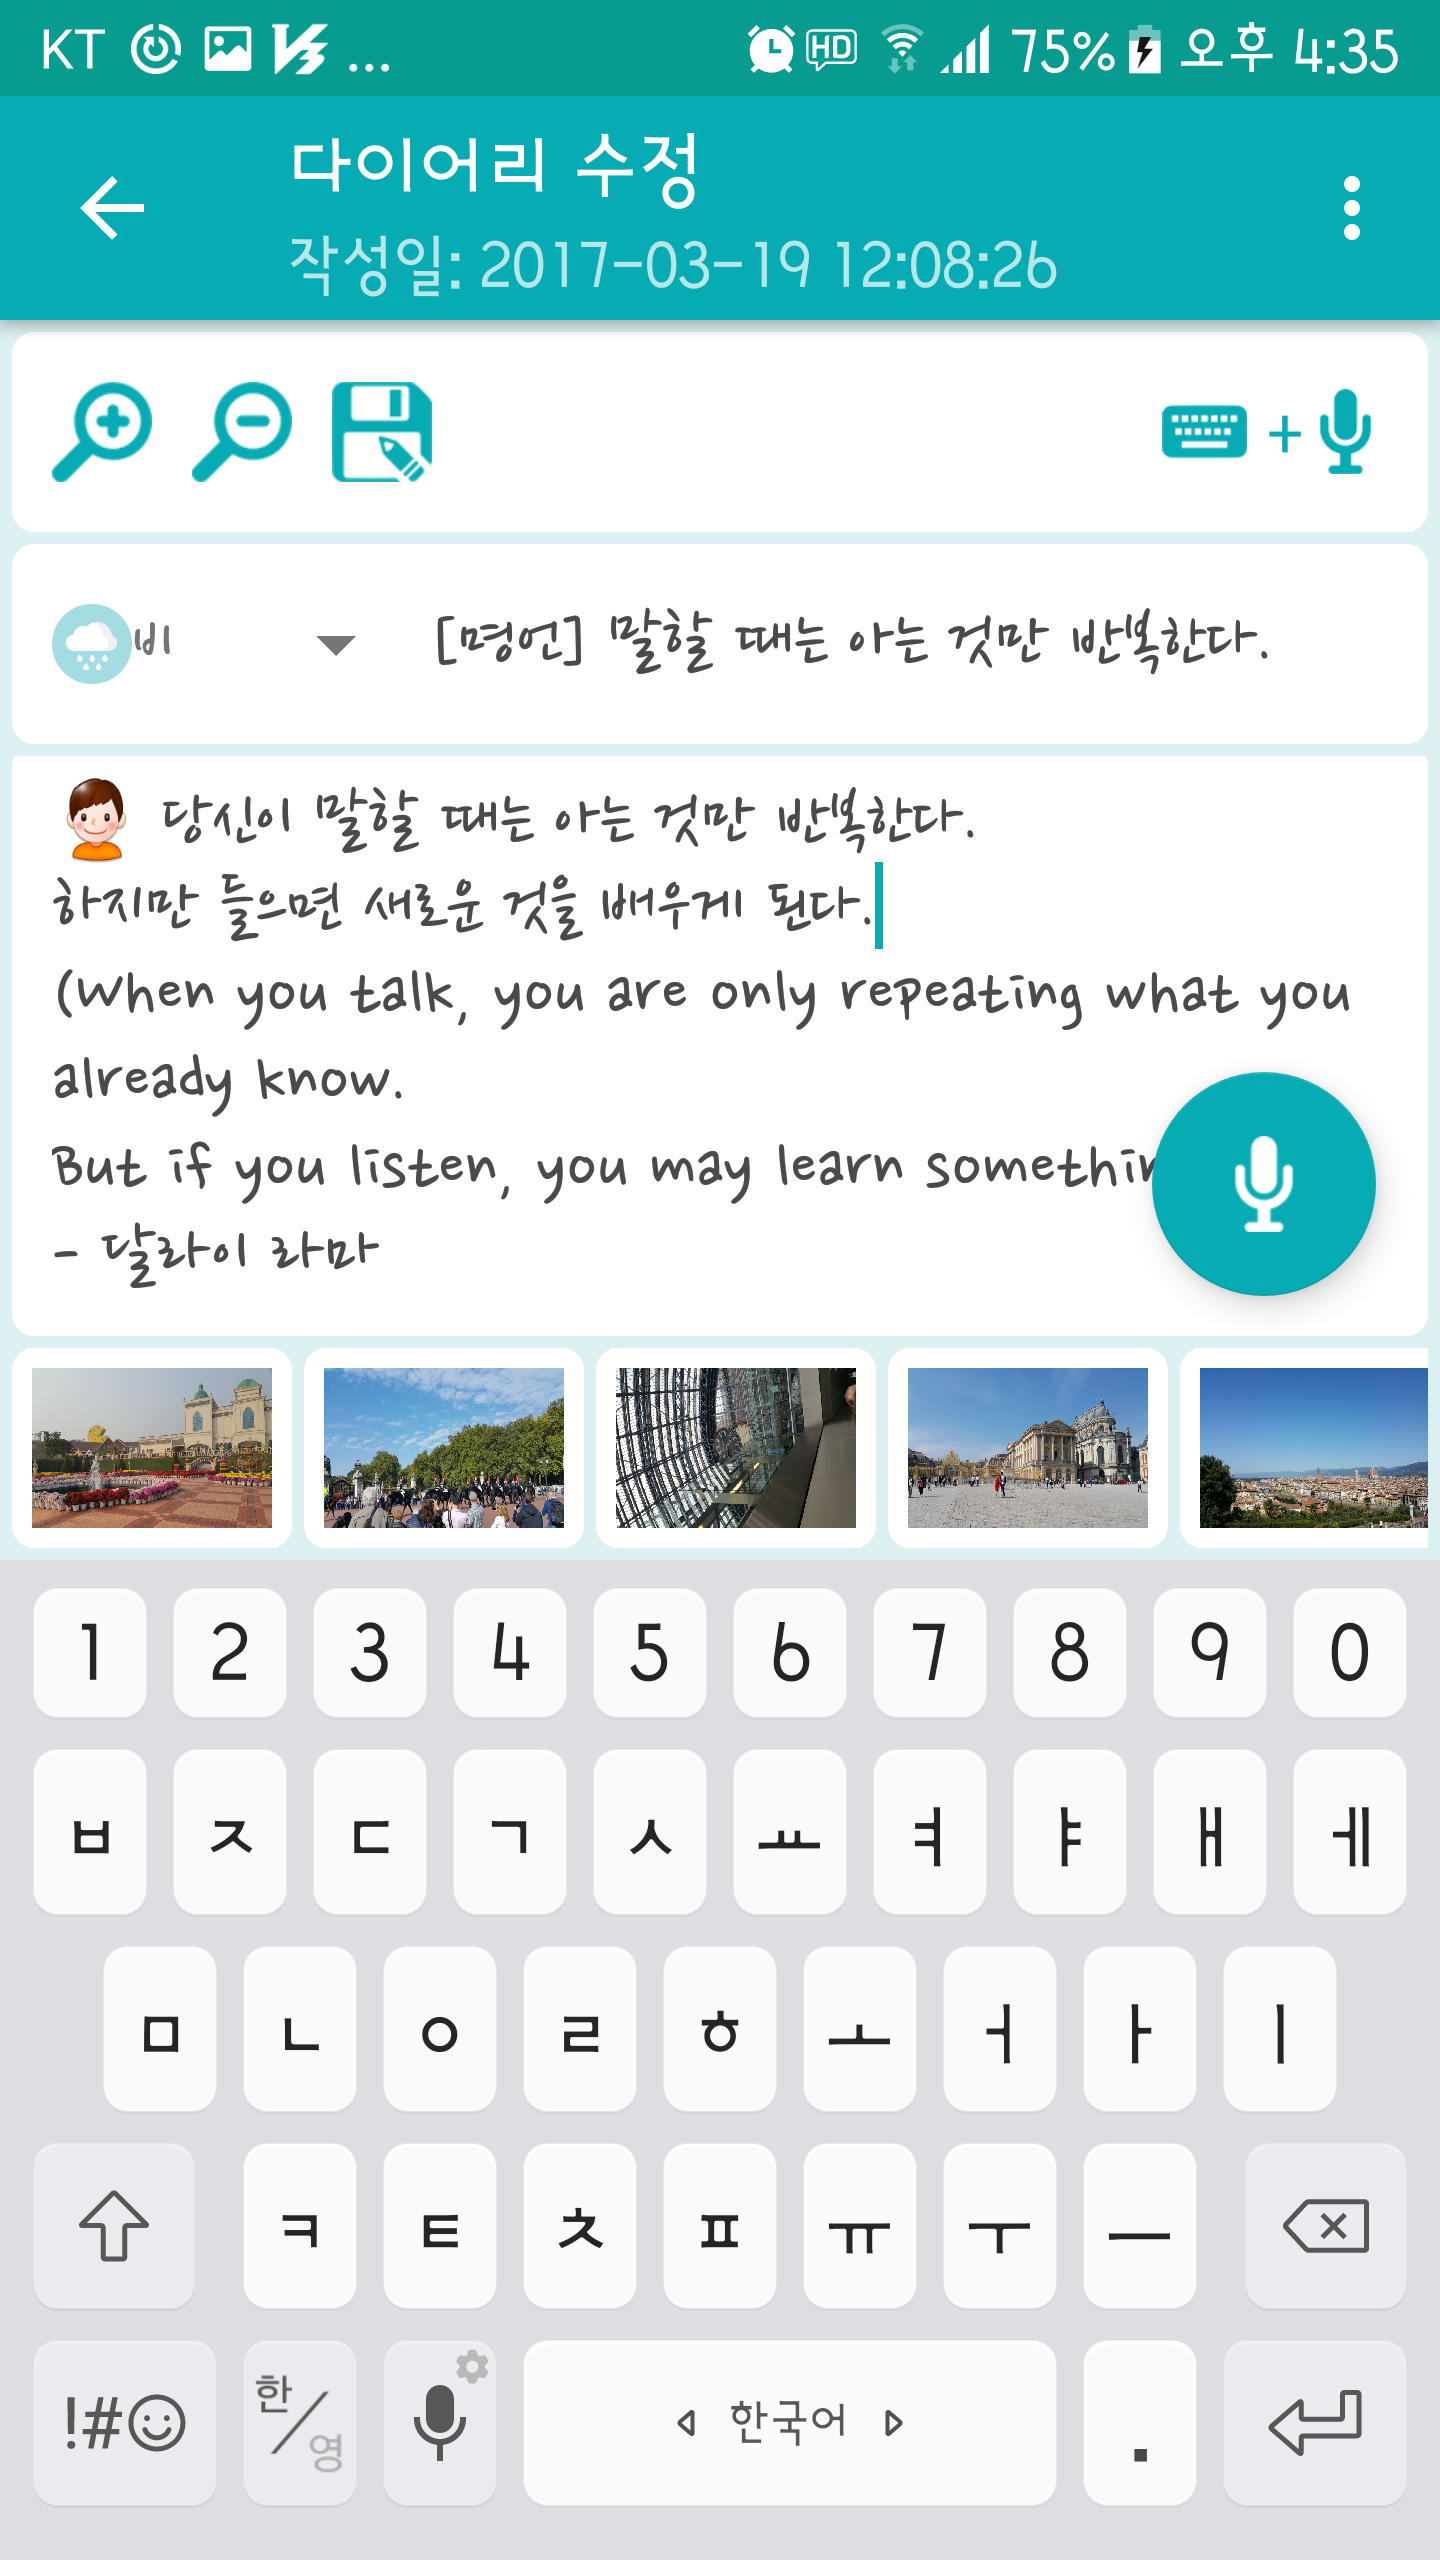 KT ... HD 75% 오후 4:35
다이어리 수정
작성일: 2017-03-19 12:08:26
+
비 [명언] 말할 때는 아는 것만 반복한다.
당신이 말할 때는 아는 것만 반복한다.
하지만 들으면 새로운 것을 배우게 된다.
(When you talk, you are only repeating what you
already know.
But if you listen, you may learn
- 달라이 라마
1 2 3 4 5 6 7 8 9 0
ㅂ ㅈ ㄷ ㄱ ㅅ ㅛ ㅕ ㅑ ㅐ ㅔ
ㅁ ㄴ ㅇ ㄹ ㅎ ㅗ ㅓ ㅏ ㅣ
ㅋ ㅌ ㅊ ㅍ ㅠ ㅜ ㅡ
!# 한/영 한국어 .